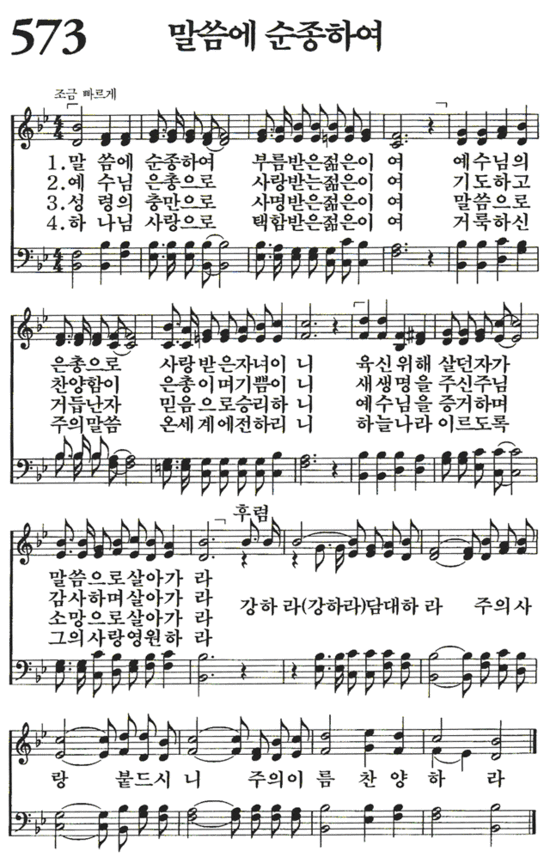 573 말씀에 순종하여
조금 빠르게
1.말 씀에 순종하여 부름받은젊은이 여 예수님의
2.예 수님 은총으로 사랑받는젊은이 여 기도하고
3.성 령의 충만으로 사명받은젊은이 여 말씀으로
4.하 나님 사랑으로 택함받은젊은이 여 거룩하신
은총으로 사랑받은자녀이 니 육신위해 살던자가
찬양함이 은총이며기쁨이 니 새생명을 주신주님
거듭난자 믿음으로승리하 니 예수님을 증거하며
주의말씀 온세계에전하리 니 하늘나라 이르도록
후렴
말씀으로살아가 라
감사하며살아가 라
소망으로살아가 라
그의사랑영원하 라
강하 라(강하라)담대하 라 주의사
랑 붙드시 니 주의이 름 찬 양 하 라